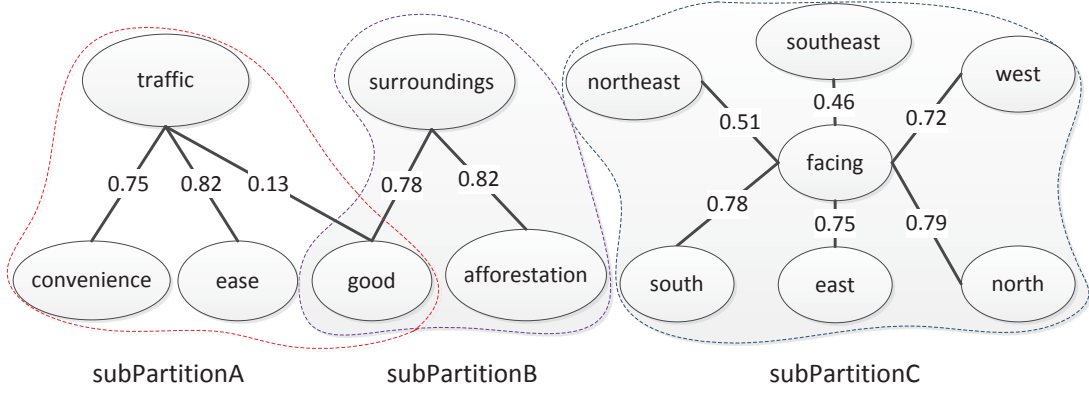 southeast
traffic
surroundings
northeast
west
0.46
0.51
0.72
facing
0.75
0.82
0.13
0.78
0.82
0.78
0.75
0.79
convenience
ease
good
afforestation
south
east
north
subPartitionA
subPartitionB
subPartitionC